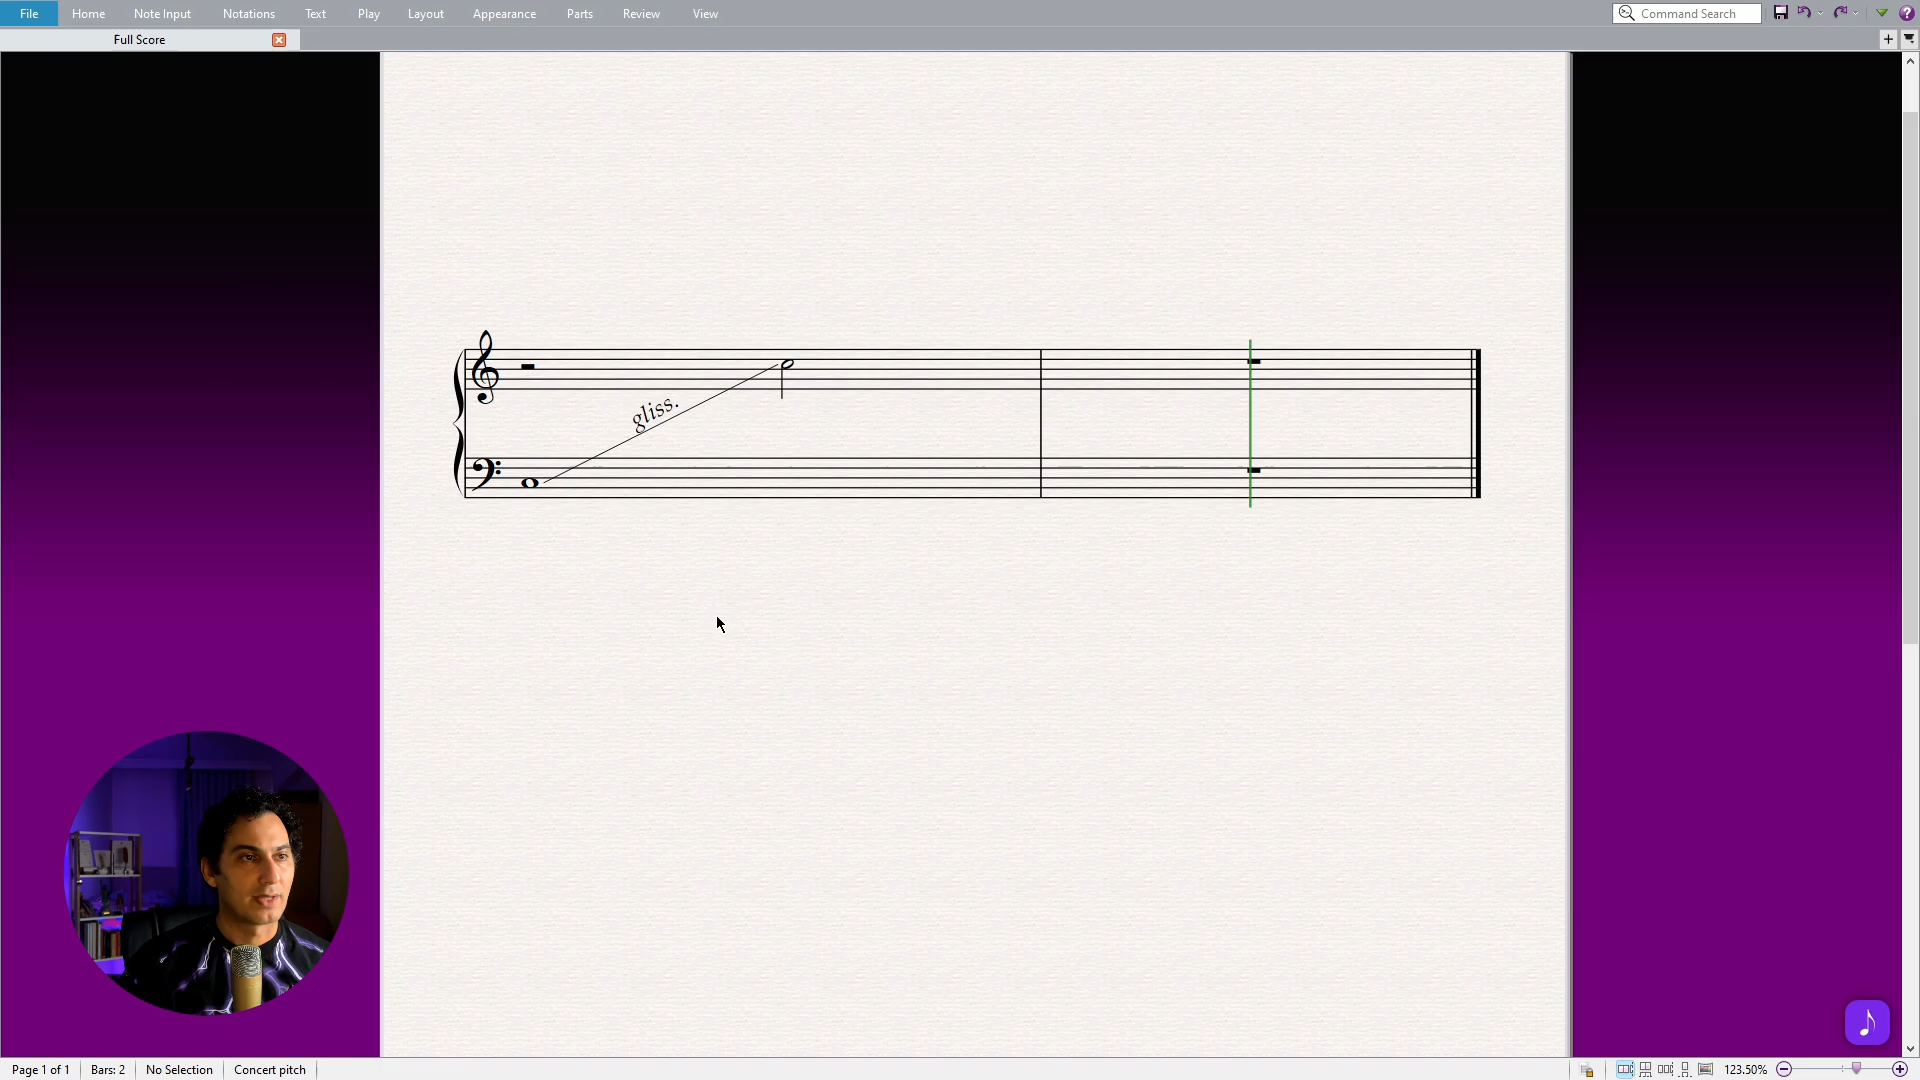 File Home Note Input Notations Text Play Layout Appearance Parts Review View Command Search
Full Score
gliss.
Page 1 of 1 Bars: 2 No Selection Concert pitch 123.50%